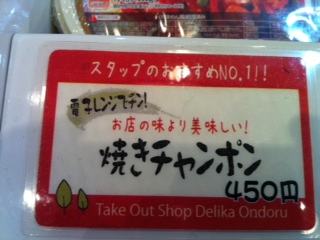 スタップのおすすめNO.1!!
電子レンジでチン!
お店の味より美味しい!
焼きチャンポン
450円
Take Out Shop Delika Ondoru